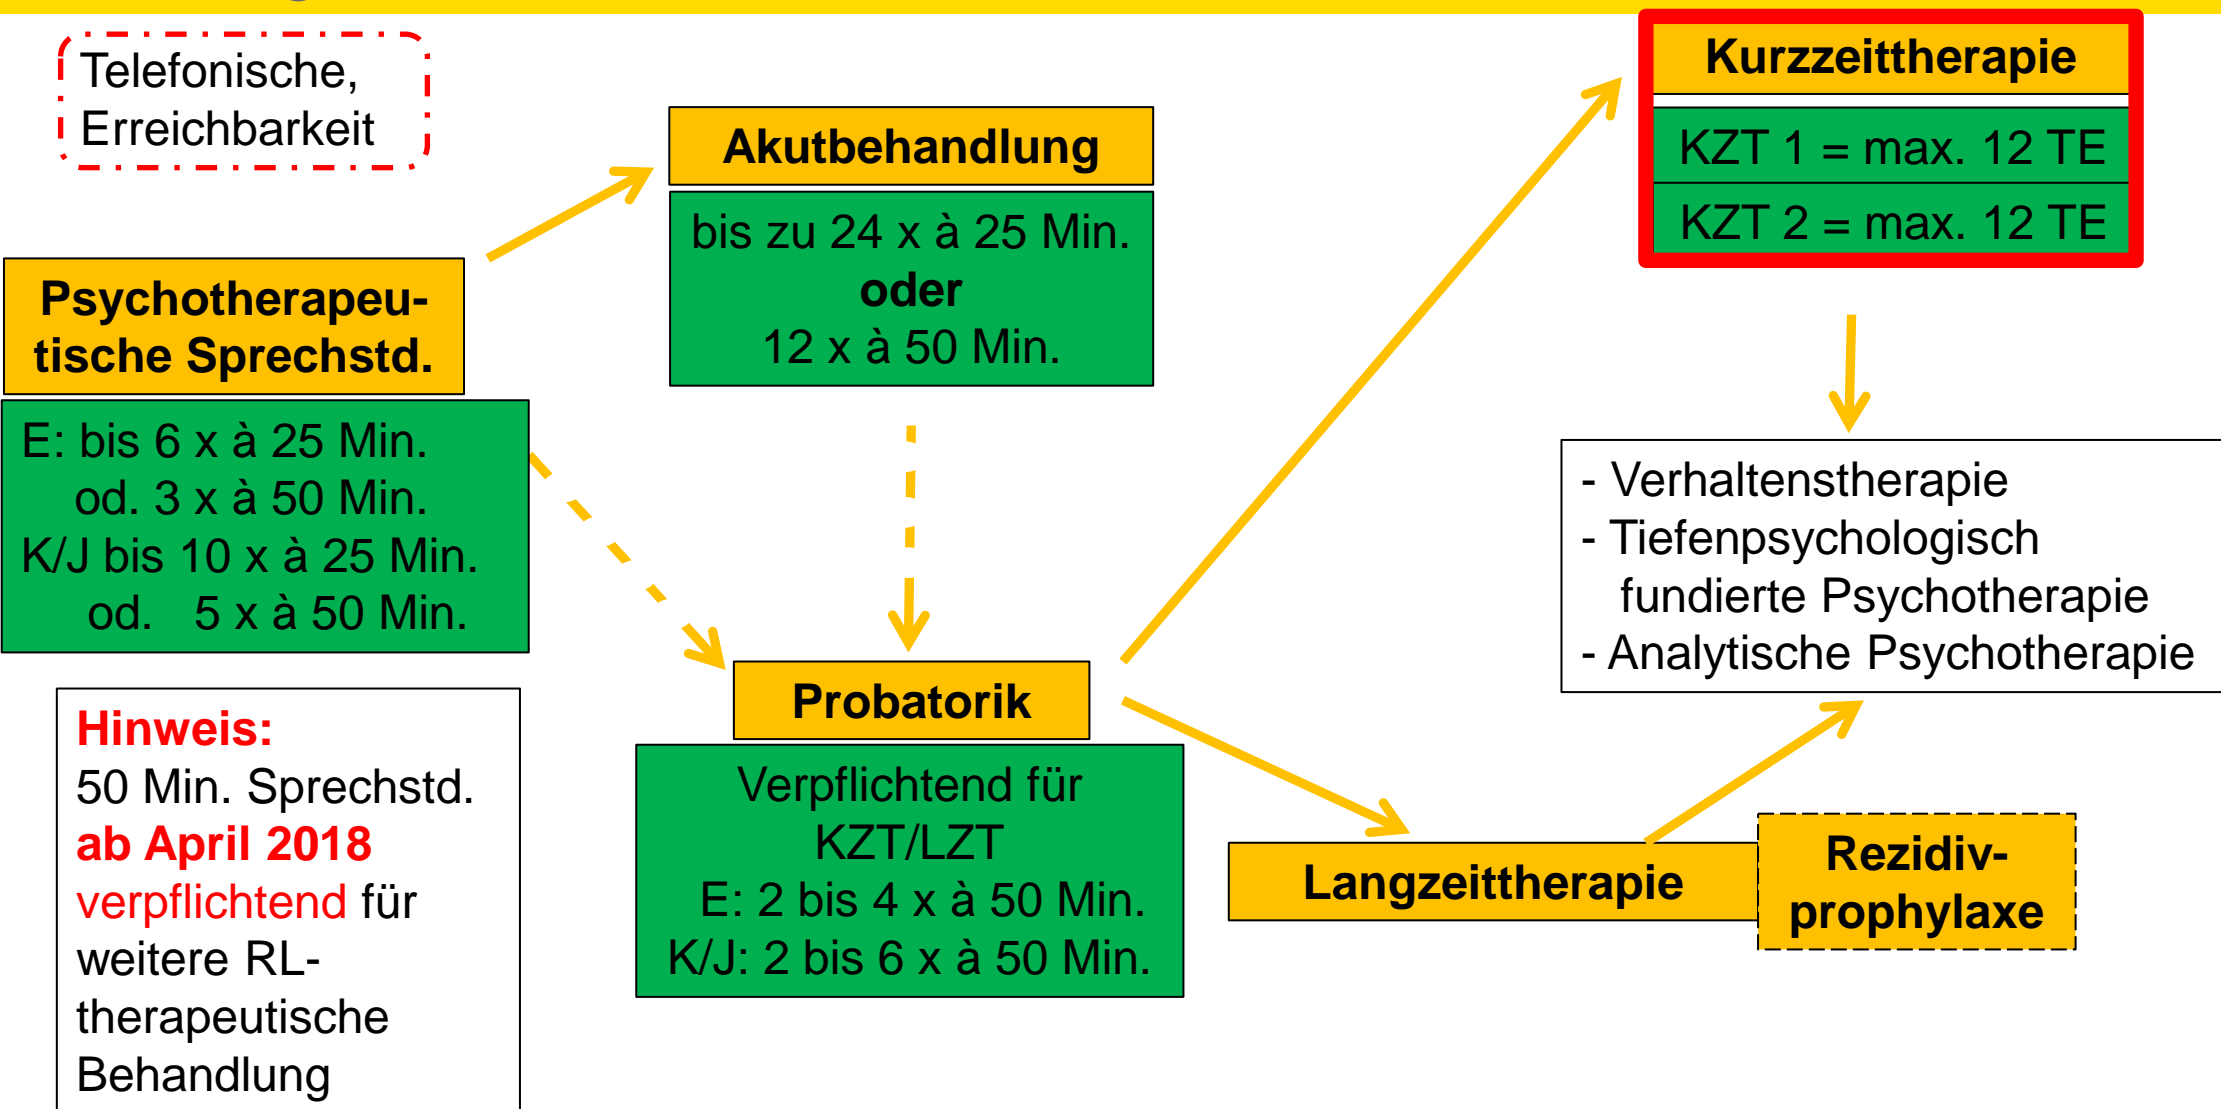 Telefonische,
Erreichbarkeit
Psychotherapeu-
tische Sprechstd.
E: bis 6 x à 25 Min.
od. 3 x à 50 Min.
K/J bis 10 x à 25 Min.
od. 5 x à 50 Min.
Hinweis:
50 Min. Sprechstd.
ab April 2018
verpflichtend für
weitere RL-
therapeutische
Behandlung
Akutbehandlung
bis zu 24 x à 25 Min.
oder
12 x à 50 Min.
Probatorik
Verpflichtend für
KZT/LZT
E: 2 bis 4 x à 50 Min.
K/J: 2 bis 6 x à 50 Min.
Kurzzeittherapie
KZT 1 = max. 12 TE
KZT 2 = max. 12 TE
- Verhaltenstherapie
- Tiefenpsychologisch
fundierte Psychotherapie
- Analytische Psychotherapie
Langzeittherapie
Rezidiv-
prophylaxe